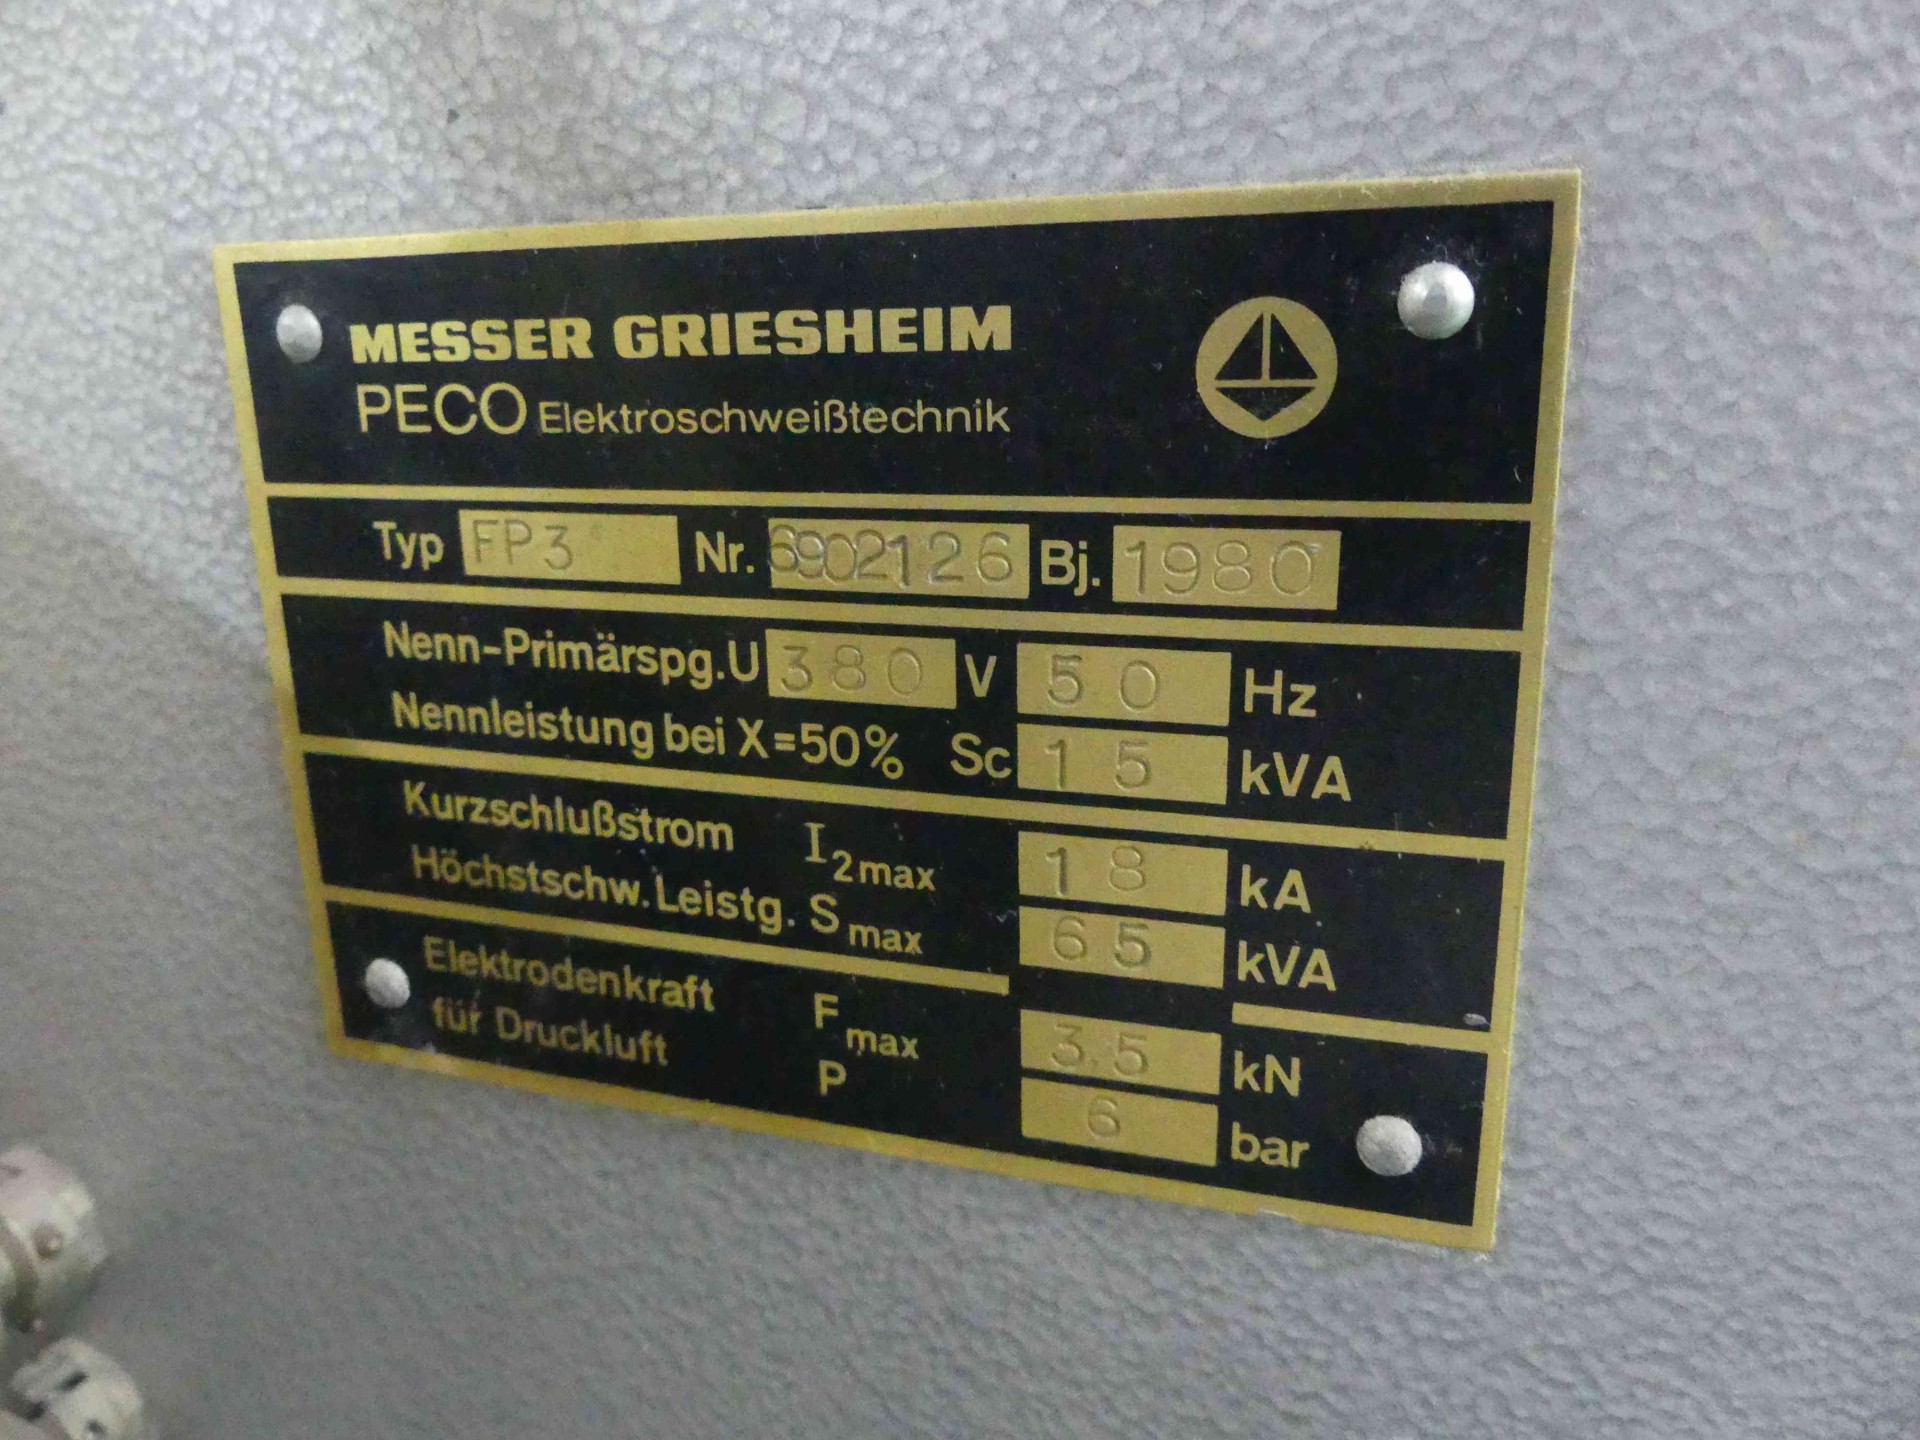 MESSER GRIESHEIM
PECO Elektroschweißtechnik
Typ FP3 Nr. 6902126 Bj. 1980
Nenn-Primärspg. U 380 V 50 Hz
Nennleistung bei X=50% Sc 15 kVA
Kurzschlußstrom I2max 18 kA
Höchstschw. Leistg. Smax 65 kVA
Elektrodenkraft Fmax 3.5 kN
für Druckluft P 6 bar